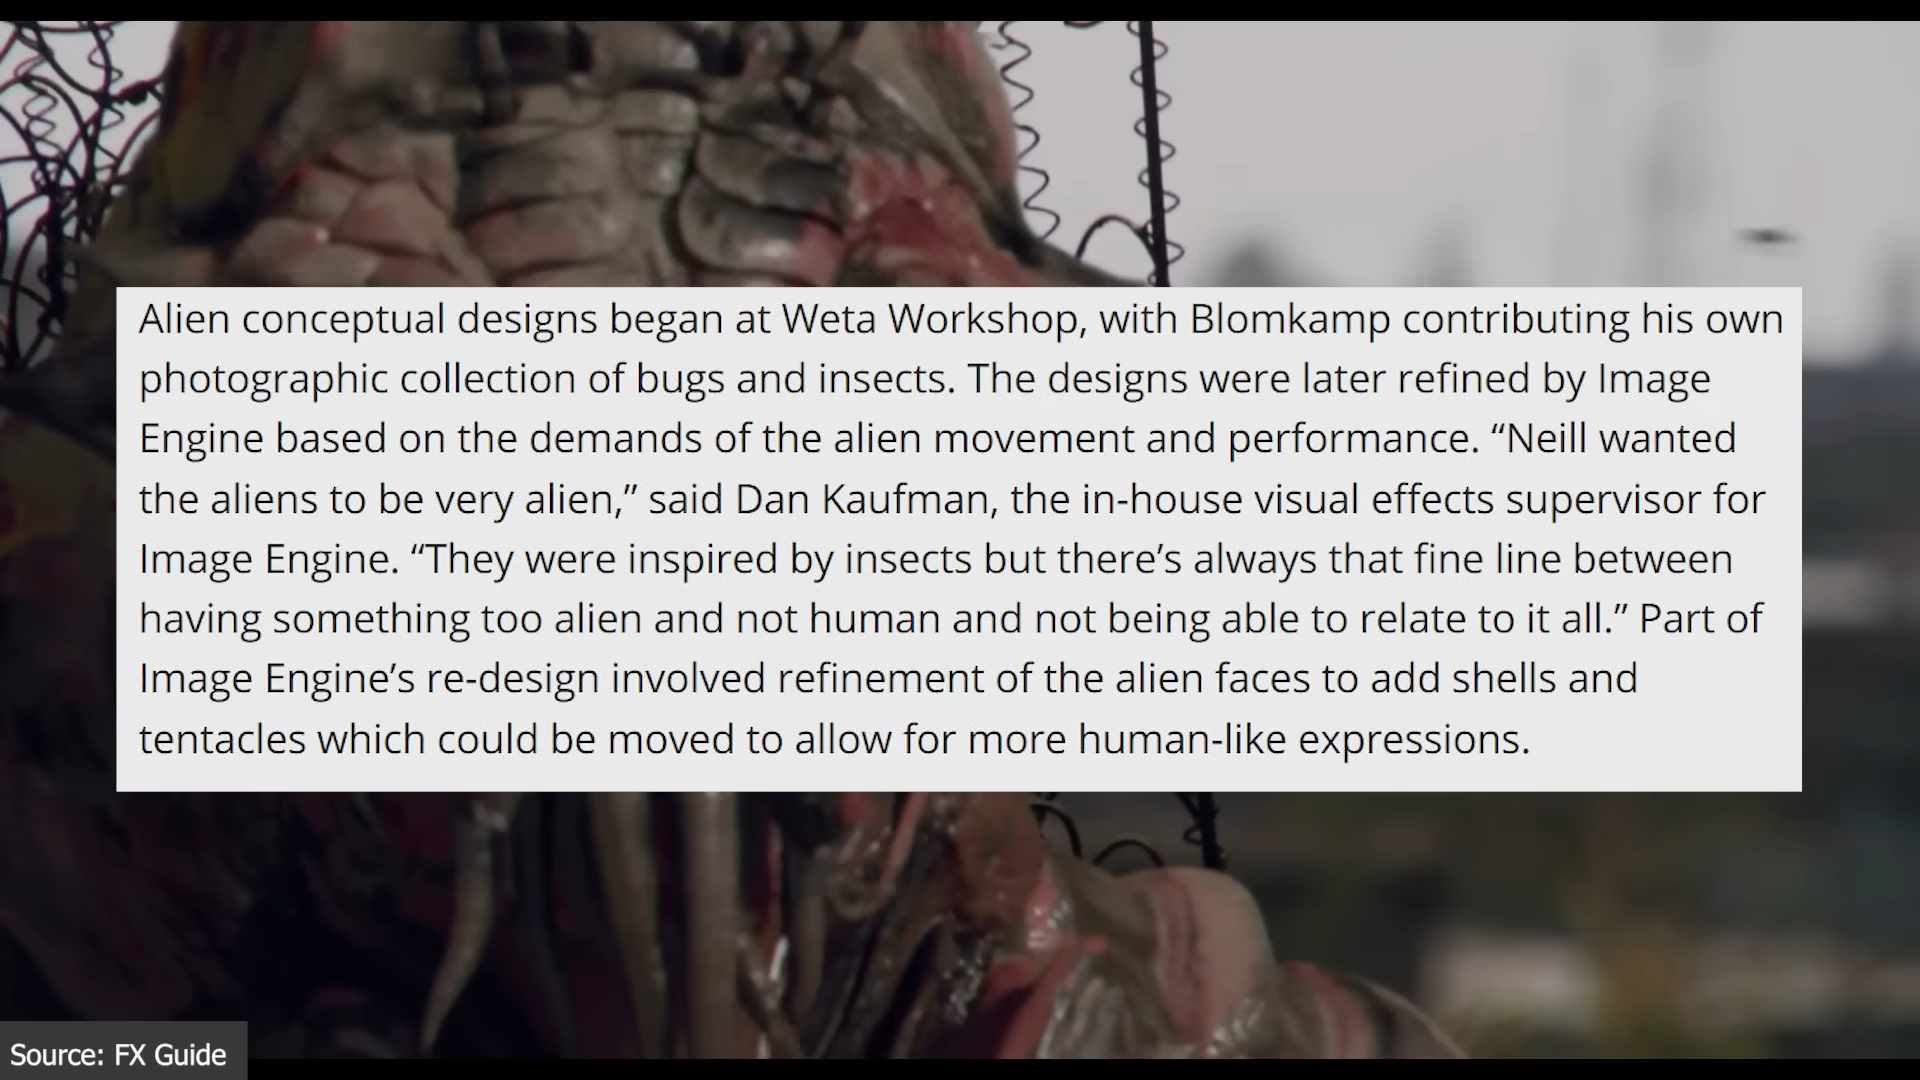 Alien conceptual designs began at Weta Workshop, with Blomkamp contributing his own
photographic collection of bugs and insects. The designs were later refined by Image
Engine based on the demands of the alien movement and performance. “Neill wanted
the aliens to be very alien,” said Dan Kaufman, the in-house visual effects supervisor for
Image Engine. “They were inspired by insects but there’s always that fine line between
having something too alien and not human and not being able to relate to it all.” Part of
Image Engine’s re-design involved refinement of the alien faces to add shells and
tentacles which could be moved to allow for more human-like expressions.
Source: FX Guide